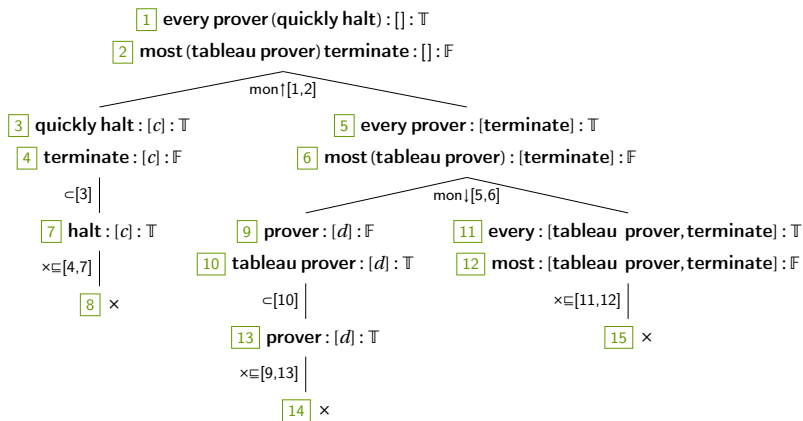 1 every prover (quickly halt) : [] : 𝕋
2 most (tableau prover) terminate : [] : 𝔽
mon↑[1,2]
3 quickly halt : [c] : 𝕋
5 every prover : [terminate] : 𝕋
4 terminate : [c] : 𝔽
6 most (tableau prover) : [terminate] : 𝔽
⊂[3]
mon↓[5,6]
7 halt : [c] : 𝕋
9 prover : [d] : 𝔽
11 every : [tableau prover, terminate] : 𝕋
10 tableau prover : [d] : 𝕋
12 most : [tableau prover, terminate] : 𝔽
×⊑[4,7]
⊂[10]
×⊑[11,12]
8 ×
13 prover : [d] : 𝕋
15 ×
×⊑[9,13]
14 ×